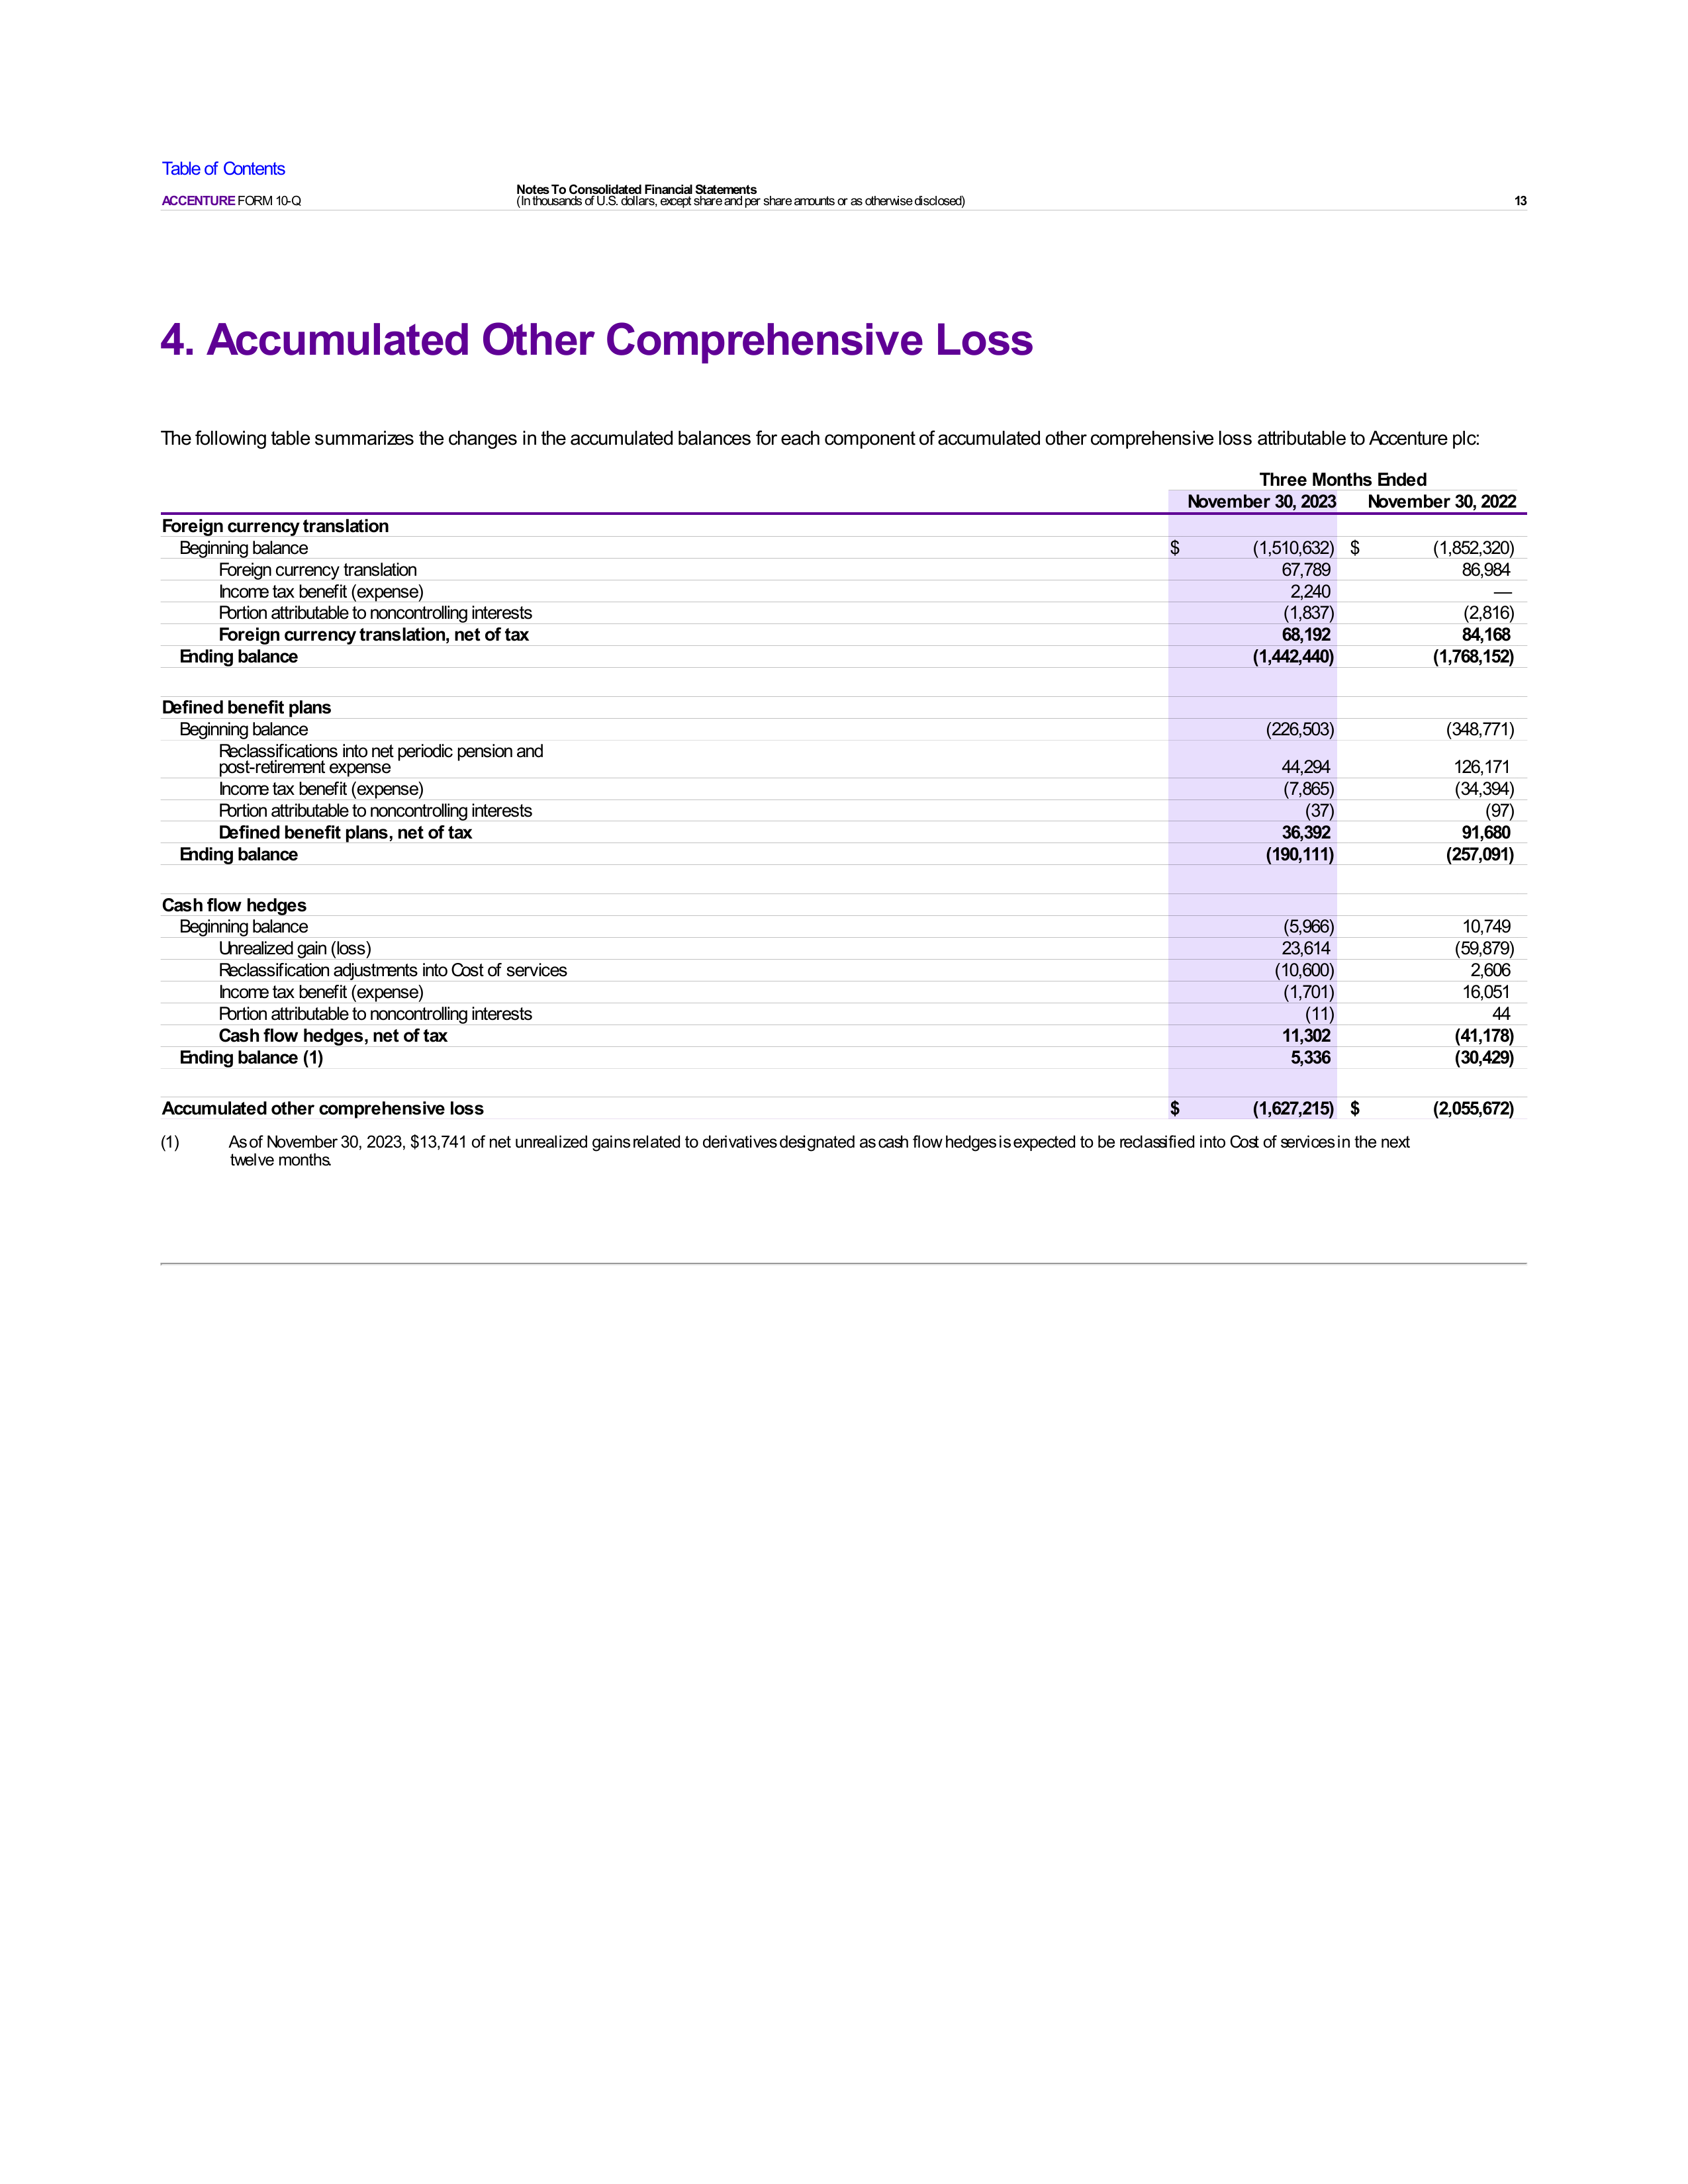 Table of Contents
Notes To Consolidated Financial Statements
ACCENTURE FORM 10-Q (In thousands of U.S. dollars, except share and per share amounts or as otherwise disclosed) 13
4. Accumulated Other Comprehensive Loss
The following table summarizes the changes in the accumulated balances for each component of accumulated other comprehensive loss attributable to Accenture plc:
Three Months Ended
November 30, 2023 November 30, 2022
Foreign currency translation
Beginning balance $ (1,510,632) $ (1,852,320)
Foreign currency translation 67,789 86,984
Income tax benefit (expense) 2,240 —
Portion attributable to noncontrolling interests (1,837) (2,816)
Foreign currency translation, net of tax 68,192 84,168
Ending balance (1,442,440) (1,768,152)
Defined benefit plans
Beginning balance (226,503) (348,771)
Reclassifications into net periodic pension and
post-retirement expense 44,294 126,171
Income tax benefit (expense) (7,865) (34,394)
Portion attributable to noncontrolling interests (37) (97)
Defined benefit plans, net of tax 36,392 91,680
Ending balance (190,111) (257,091)
Cash flow hedges
Beginning balance (5,966) 10,749
Unrealized gain (loss) 23,614 (59,879)
Reclassification adjustments into Cost of services (10,600) 2,606
Income tax benefit (expense) (1,701) 16,051
Portion attributable to noncontrolling interests (11) 44
Cash flow hedges, net of tax 11,302 (41,178)
Ending balance (1) 5,336 (30,429)
Accumulated other comprehensive loss $ (1,627,215) $ (2,055,672)
(1) As of November 30, 2023, $13,741 of net unrealized gains related to derivatives designated as cash flow hedges is expected to be reclassified into Cost of services in the next
twelve months.